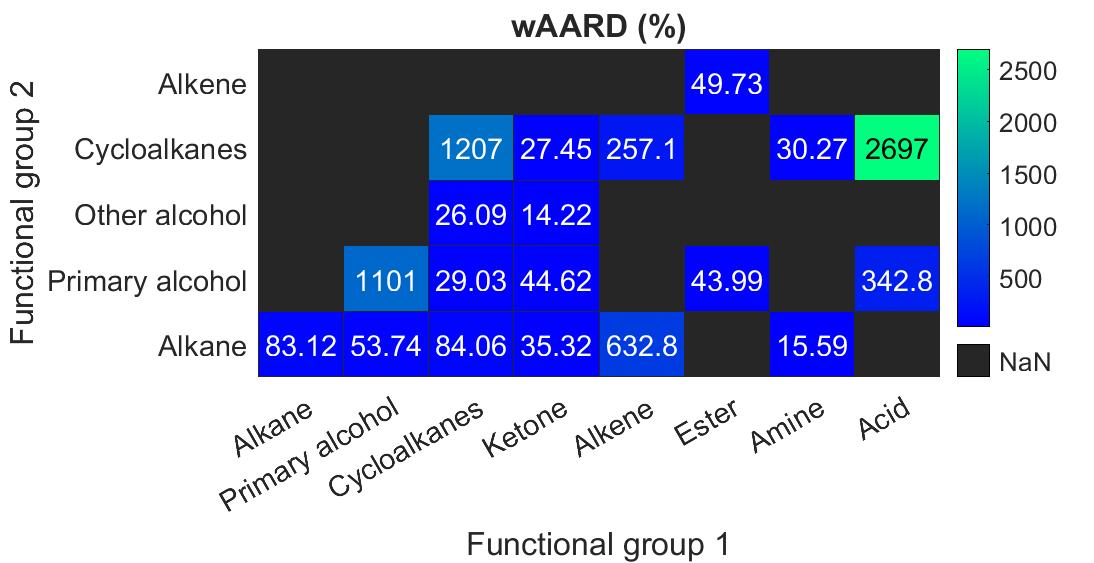 wAARD (%)
Functional group 2
Alkene 49.73
Cycloalkanes 1207 27.45 257.1 30.27 2697
Other alcohol 26.09 14.22
Primary alcohol 1101 29.03 44.62 43.99 342.8
Alkane 83.12 53.74 84.06 35.32 632.8 15.59
Alkane Primary alcohol Cycloalkanes Ketone Alkene Ester Amine Acid
Functional group 1
2500
2000
1500
1000
500
NaN